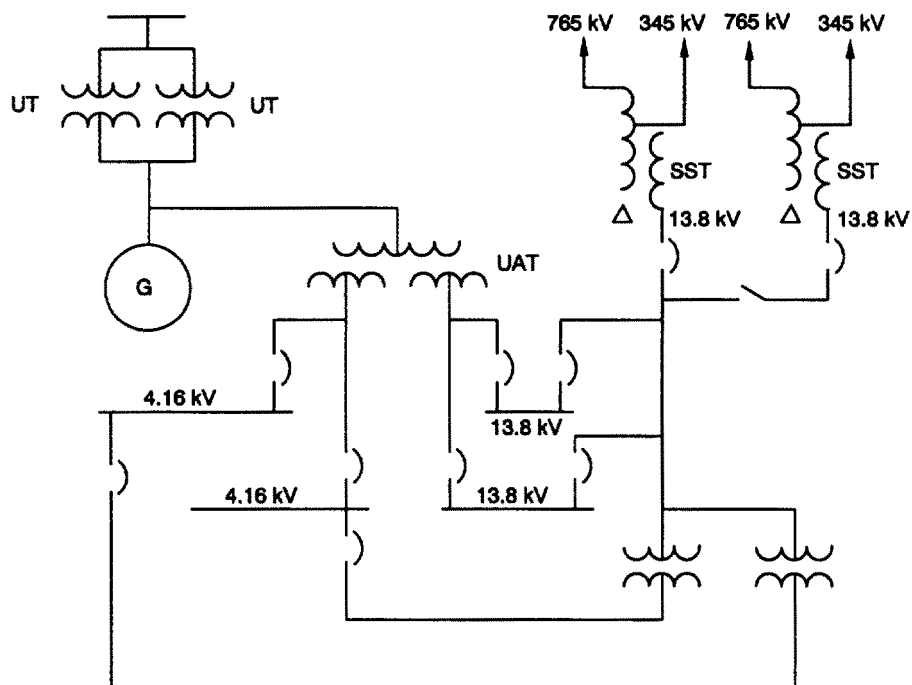 765 kV 345 kV 765 kV 345 kV
UT UT
SST SST
13.8 kV 13.8 kV
UAT
G
4.16 kV
13.8 kV
4.16 kV 13.8 kV